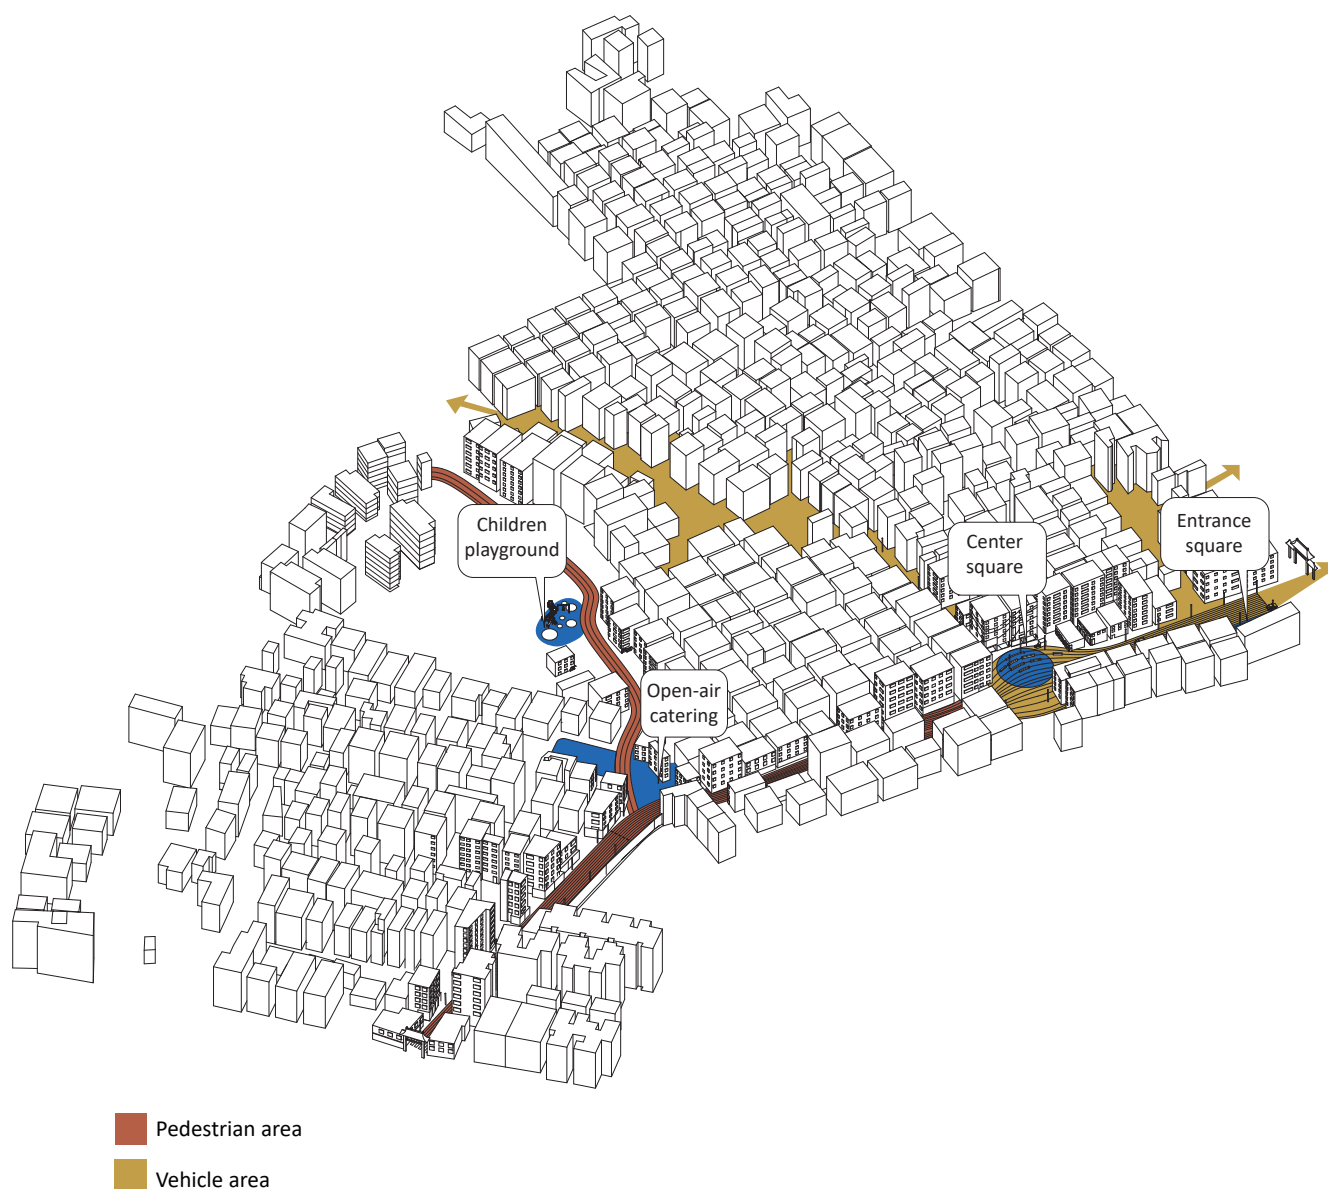 Children
playground
Center
square
Entrance
square
Open-air
catering
Pedestrian area
Vehicle area